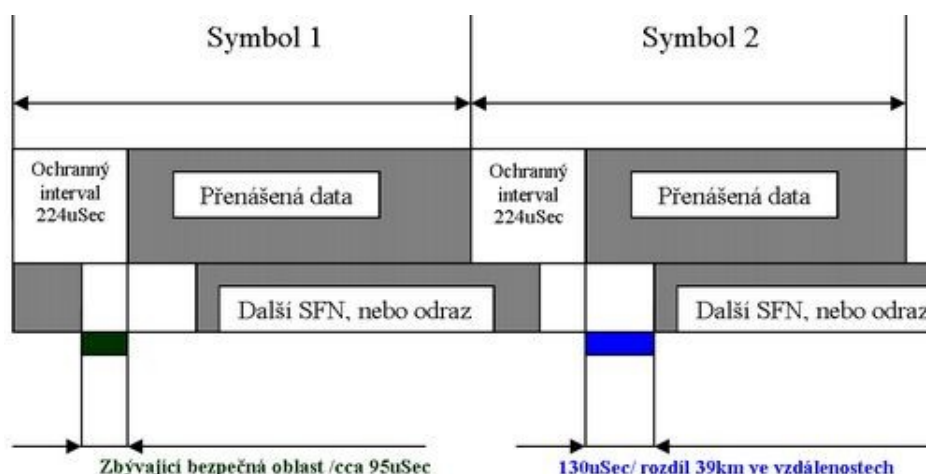 Symbol 1
Symbol 2
Ochranný
interval
224uSec
Přenášená data
Ochranný
interval
224uSec
Přenášená data
Další SFN, nebo odraz
Další SFN, nebo odraz
Zbývající bezpečná oblast /cca 95uSec
130uSec/ rozdíl 39km ve vzdálenostech